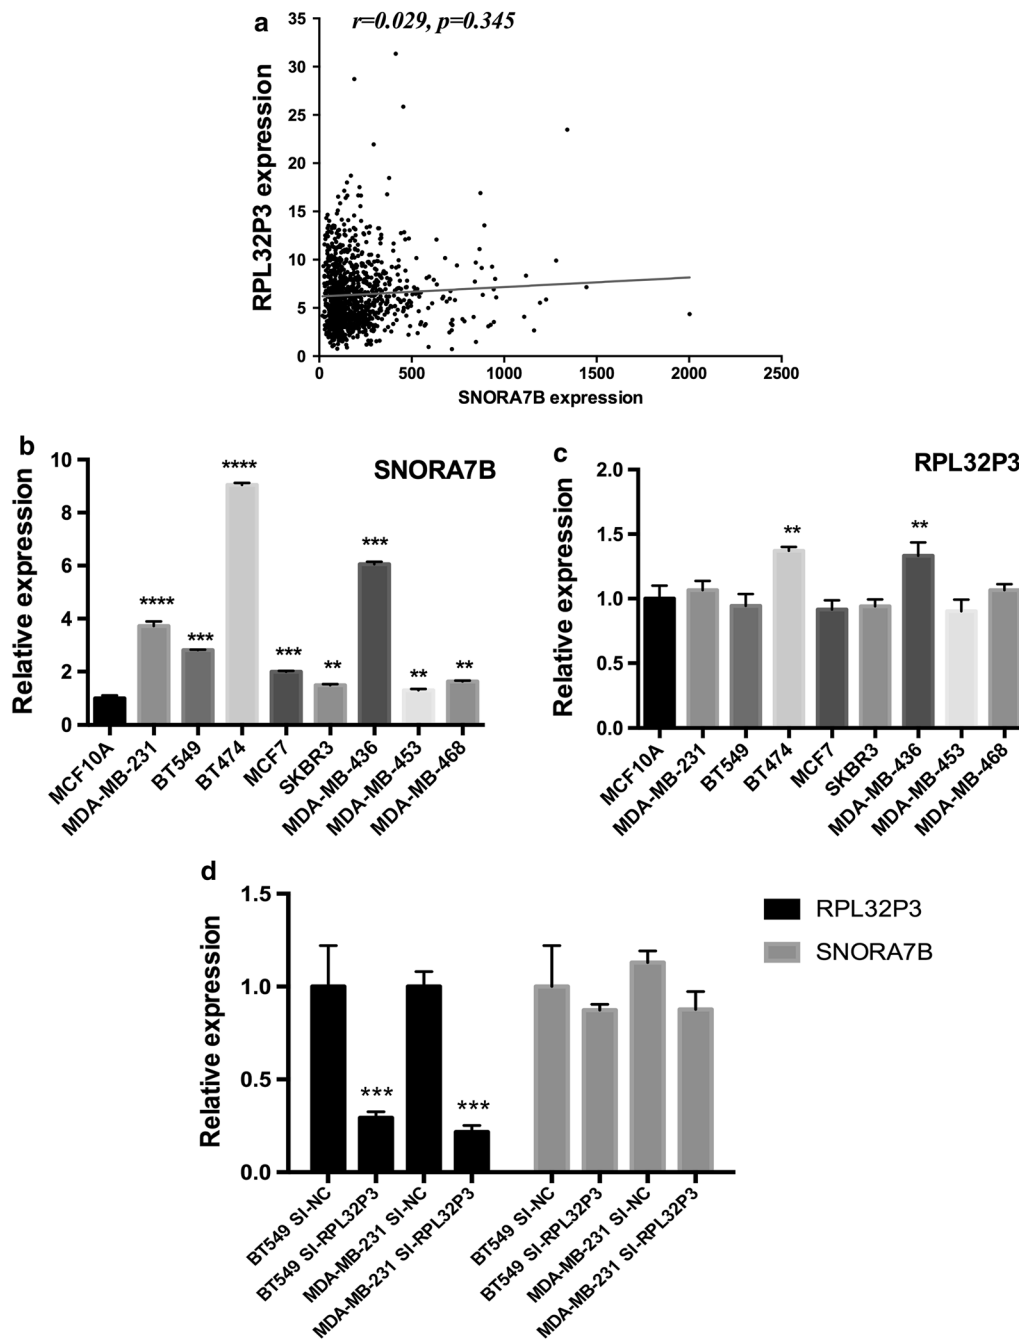 a
r=0.029, p=0.345
RPL32P3 expression
35
30
25
20
15
10
5
0
0 500 1000 1500 2000 2500
SNORA7B expression
b
SNORA7B
Relative expression
10
8
6
4
2
0
**** *** **** *** ** *** ** **
MCF10A
MDA-MB-231
BT549
BT474
MCF7
SKBR3
MDA-MB-436
MDA-MB-453
MDA-MB-468
c
RPL32P3
Relative expression
2.0
1.5
1.0
0.5
0.0
** **
MCF10A
MDA-MB-231
BT549
BT474
MCF7
SKBR3
MDA-MB-436
MDA-MB-453
MDA-MB-468
d
Relative expression
1.5
1.0
0.5
0.0
*** ***
BT549 SI-NC
BT549 SI-RPL32P3
MDA-MB-231 SI-NC
MDA-MB-231 SI-RPL32P3
BT549 SI-NC
BT549 SI-RPL32P3
MDA-MB-231 SI-NC
MDA-MB-231 SI-RPL32P3
RPL32P3
SNORA7B